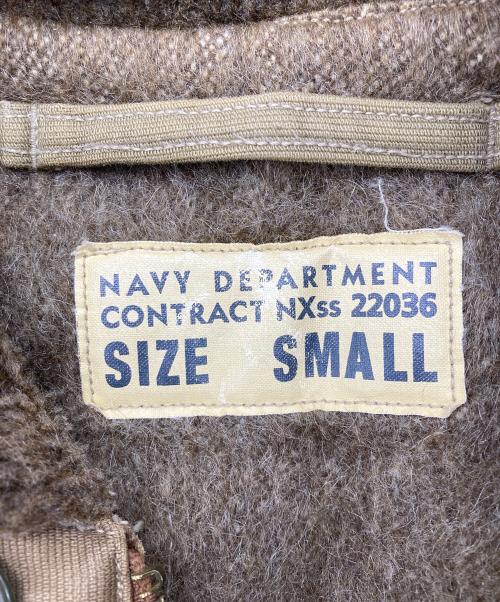 NAVY DEPARTMENT
CONTRACT NXss 22036
SIZE SMALL